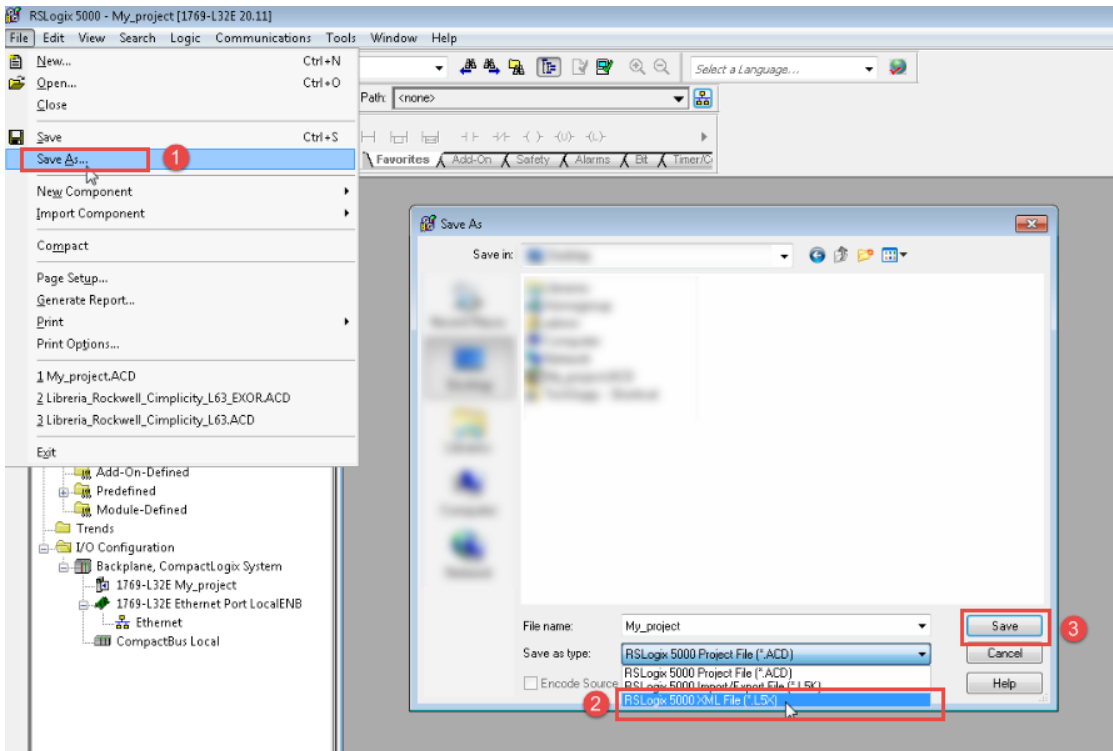 RSLogix 5000 - My_project [1769-L32E 20.11]
File Edit View Search Logic Communications Tools Window Help
New... Ctrl+N
Open... Ctrl+O
Close
Save Ctrl+S
Save As...
1
New Component
Import Component
Compact
Page Setup...
Generate Report...
Print
Print Options...
1 My_project.ACD
2 Libreria_Rockwell_Cimplicity_L63_EXOR.ACD
3 Libreria_Rockwell_Cimplicity_L63.ACD
Exit
Select a Language...
Path: <none>
Favorites Add-On Safety Alarms Bit Timer/C
Add-On-Defined
Predefined
Module-Defined
Trends
I/O Configuration
Backplane, CompactLogix System
1769-L32E My_project
1769-L32E Ethernet Port LocalENB
Ethernet
CompactBus Local
Save As
Save in:
File name: My_project
Save
3
Save as type: RSLogix 5000 Project File (*.ACD)
Cancel
RSLogix 5000 Project File (*.ACD)
Encode Source
RSLogix 5000 Import/Export File (*.L5K)
Help
2
RSLogix 5000 XML File (*.L5X)